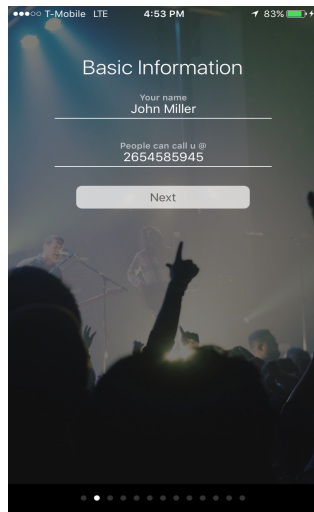 T-Mobile LTE 4:53 PM 83%
Basic Information
Your name
John Miller
People can call u @
2654585945
Next